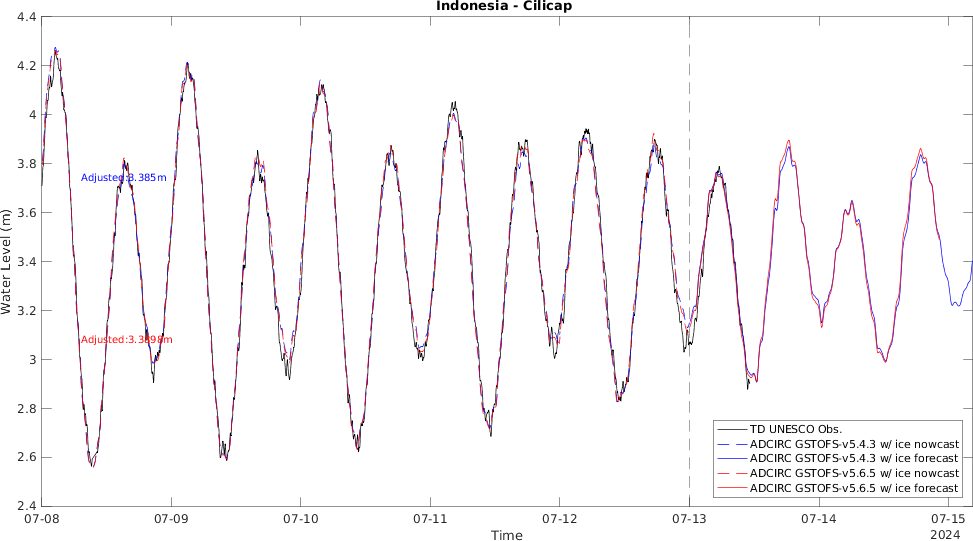 Indonesia - Cilicap
4.4
4.2
4
3.8
3.6
3.4
3.2
3
2.8
2.6
2.4
Water Level (m)
Adjusted:3.385m
Adjusted:3.3898m
TD UNESCO Obs.
ADCIRC GSTOFS-v5.4.3 w/ ice nowcast
ADCIRC GSTOFS-v5.4.3 w/ ice forecast
ADCIRC GSTOFS-v5.6.5 w/ ice nowcast
ADCIRC GSTOFS-v5.6.5 w/ ice forecast
07-08 07-09 07-10 07-11 07-12 07-13 07-14 07-15
Time 2024